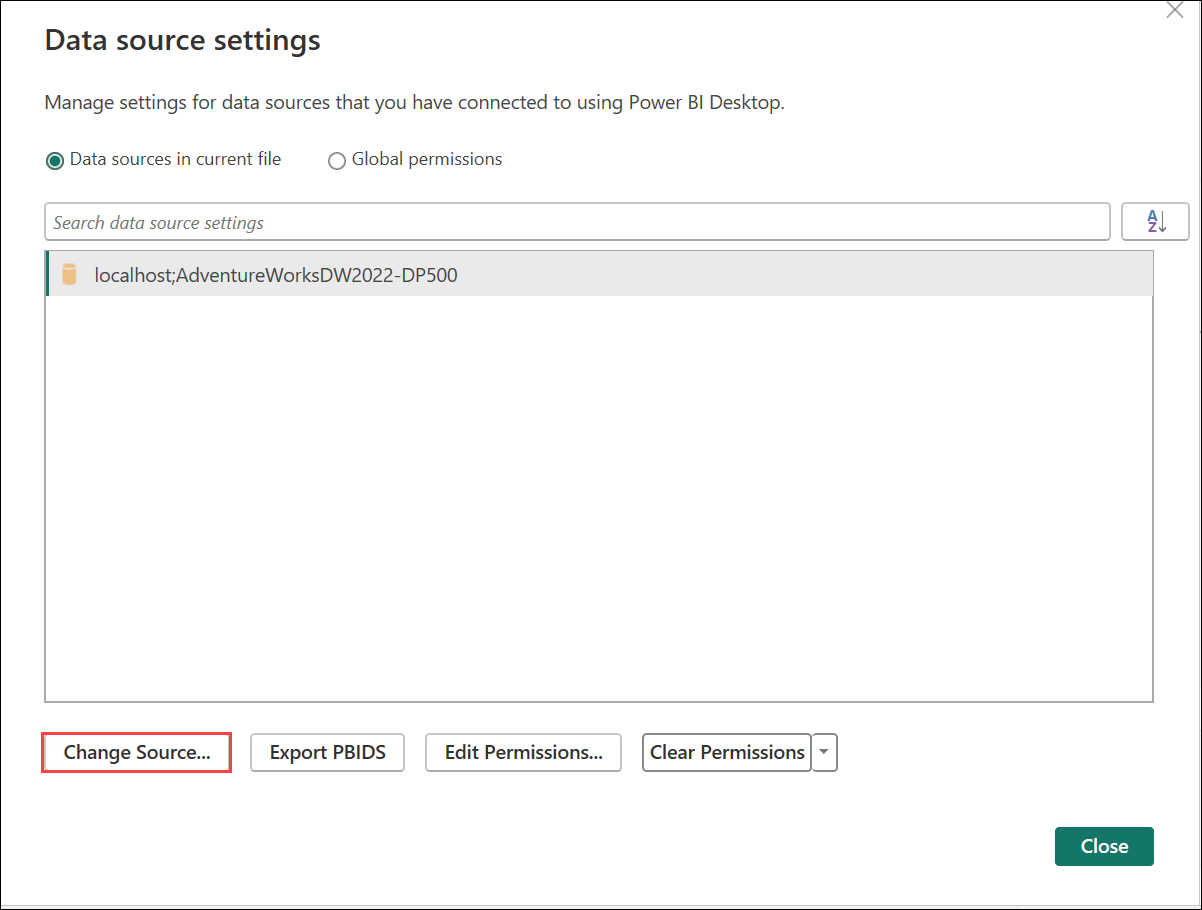 Data source settings
Manage settings for data sources that you have connected to using Power BI Desktop.
Data sources in current file Global permissions
Search data source settings AZ
localhost;AdventureWorksDW2022-DP500
Change Source... Export PBIDS Edit Permissions... Clear Permissions
Close